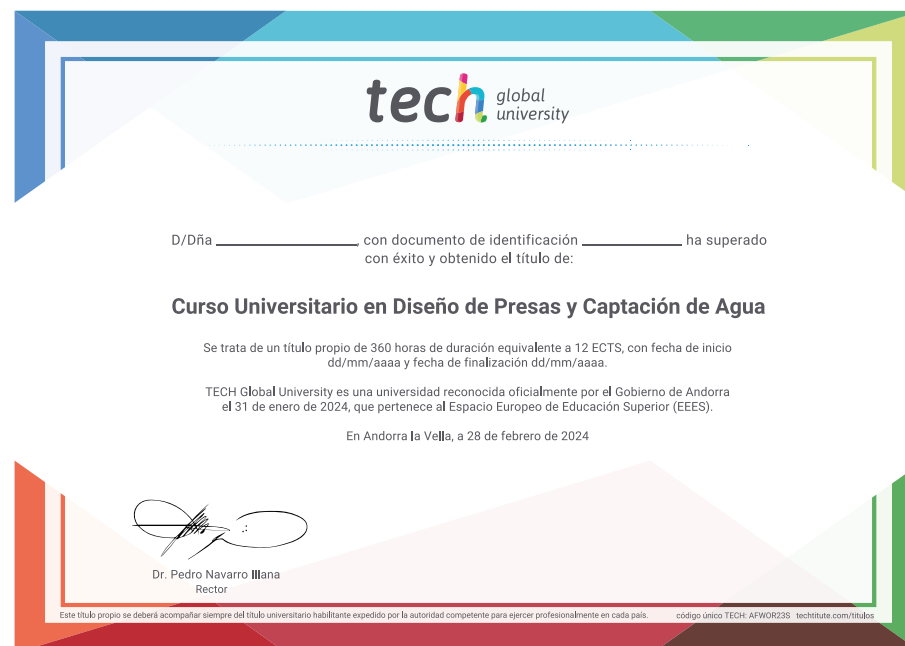 tech global university
D/Dña ____________________, con documento de identificación ______________ ha superado
con éxito y obtenido el título de:
Curso Universitario en Diseño de Presas y Captación de Agua
Se trata de un título propio de 360 horas de duración equivalente a 12 ECTS, con fecha de inicio
dd/mm/aaaa y fecha de finalización dd/mm/aaaa.
TECH Global University es una universidad reconocida oficialmente por el Gobierno de Andorra
el 31 de enero de 2024, que pertenece al Espacio Europeo de Educación Superior (EEES).
En Andorra la Vella, a 28 de febrero de 2024
Dr. Pedro Navarro Illana
Rector
Este título propio se deberá acompañar siempre del título universitario habilitante expedido por la autoridad competente para ejercer profesionalmente en cada país. código único TECH: AFWOR23S techtitute.com/titulos